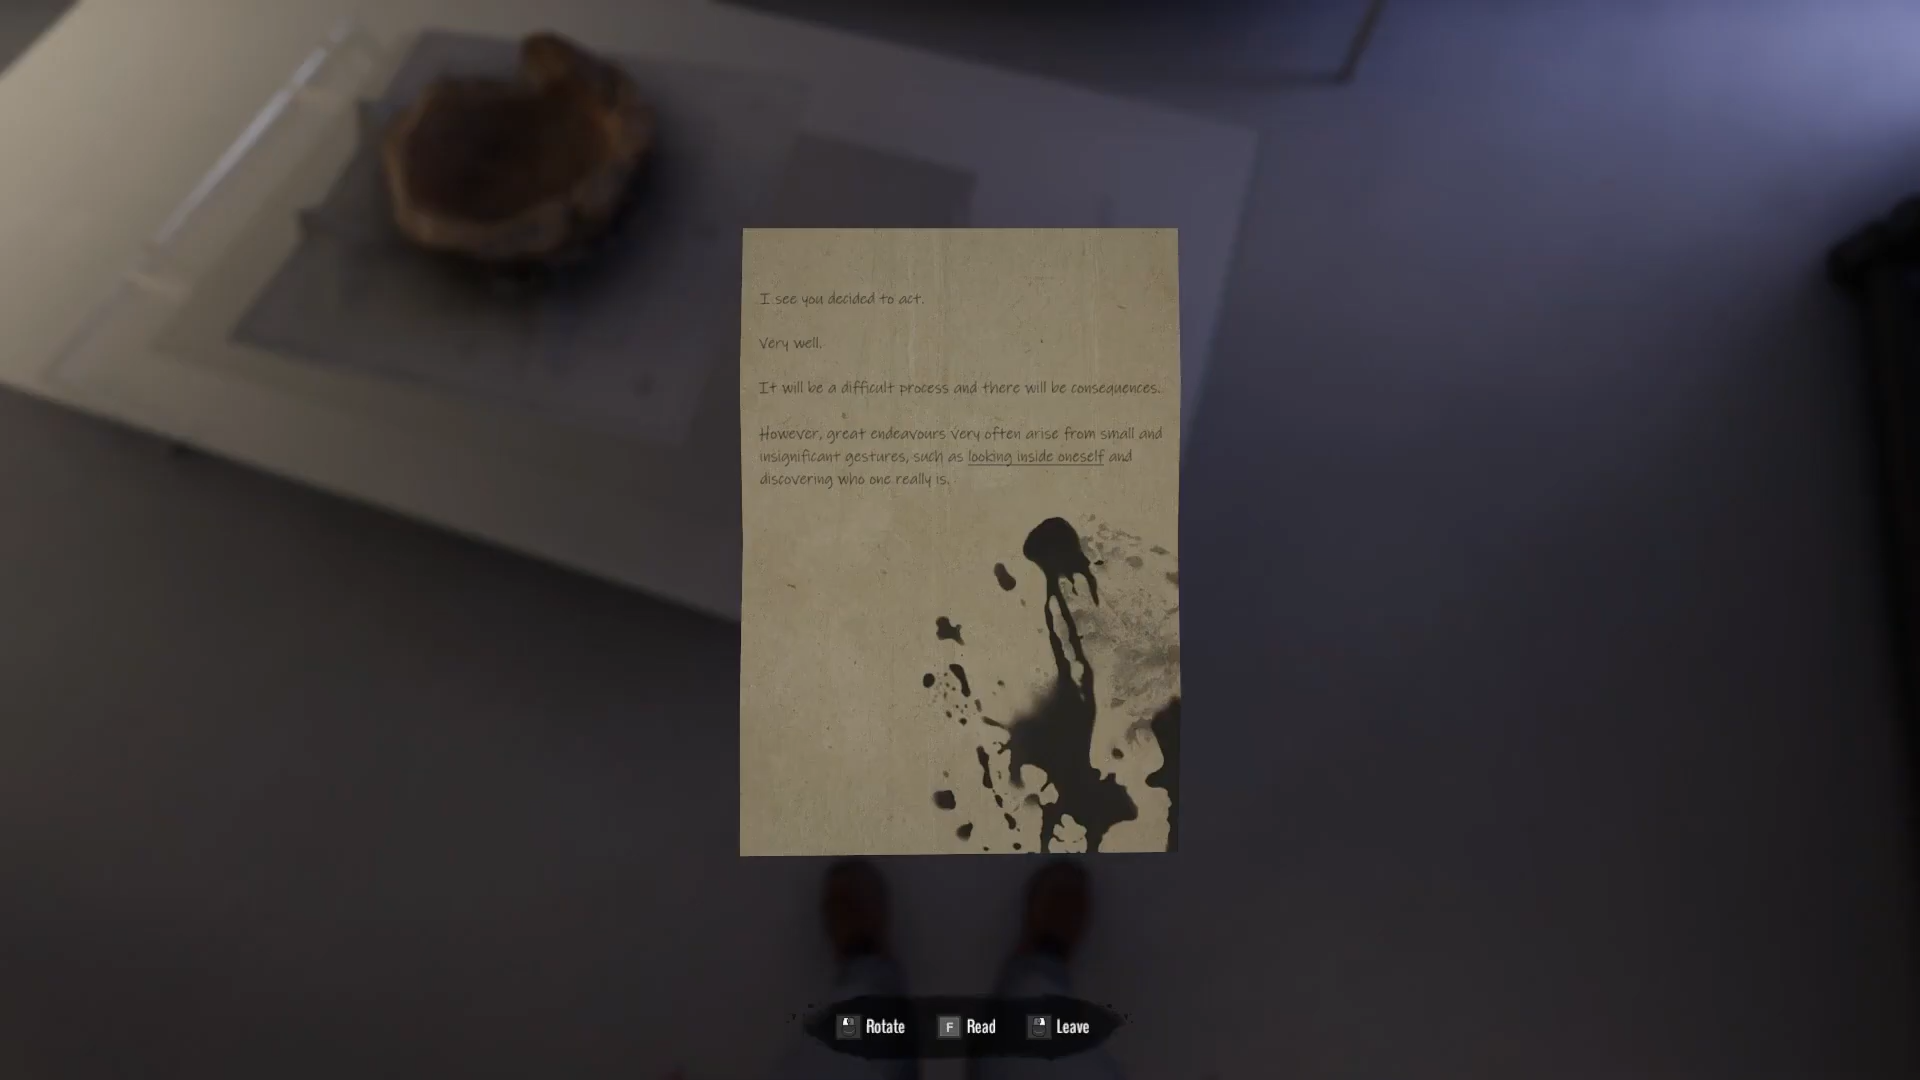 I see you decided to act.
Very well.
It will be a difficult process and there will be consequences.
However, great endeavours very often arise from small and
insignificant gestures, such as looking inside oneself and
discovering who one really is.
Rotate F Read Leave